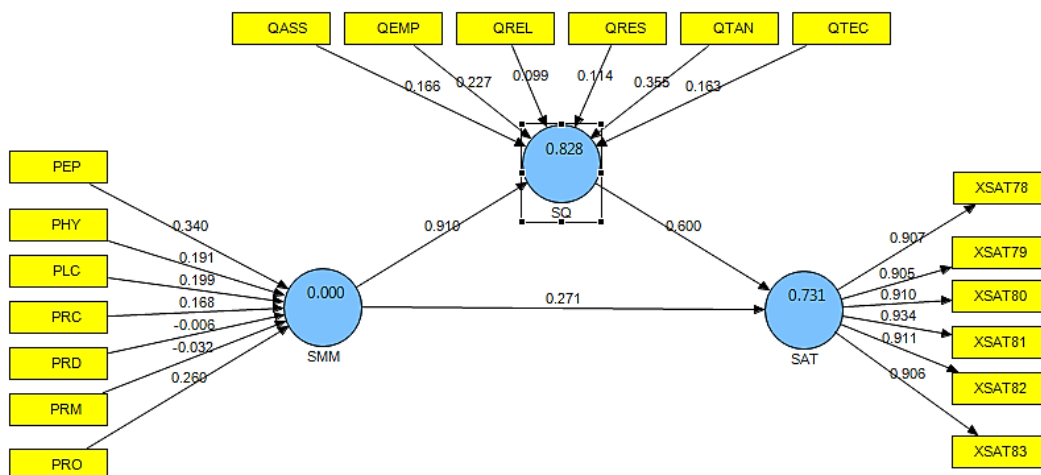 QASS QEMP QREL QRES QTAN QTEC
0.166 0.227 0.099 0.114 0.355 0.163
0.828
SQ
PEP
PHY
PLC
PRC
PRD
PRM
PRO
0.340
0.191
0.199
0.168
-0.006
-0.032
0.260
0.000
SMM
0.910
0.600
0.271
0.731
SAT
0.907
0.905
0.910
0.934
0.911
0.906
XSAT78
XSAT79
XSAT80
XSAT81
XSAT82
XSAT83